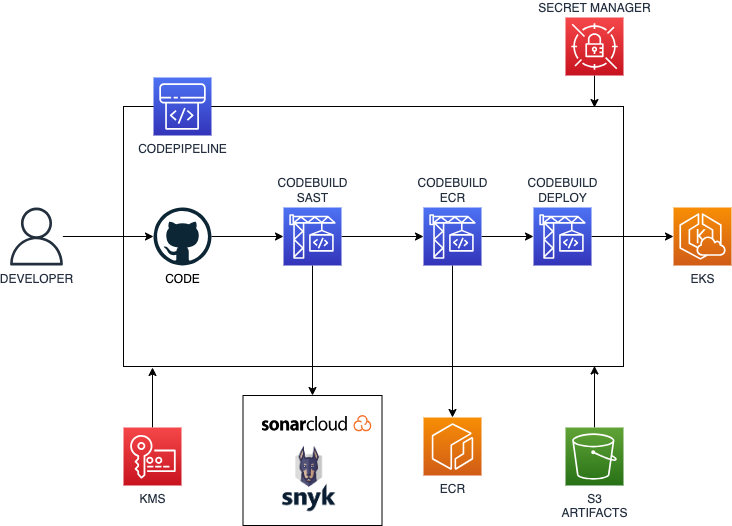 SECRET MANAGER
CODEPIPELINE
CODEBUILD
SAST
CODEBUILD
ECR
CODEBUILD
DEPLOY
DEVELOPER
CODE
EKS
sonarcloud
snyk
KMS
ECR
S3
ARTIFACTS